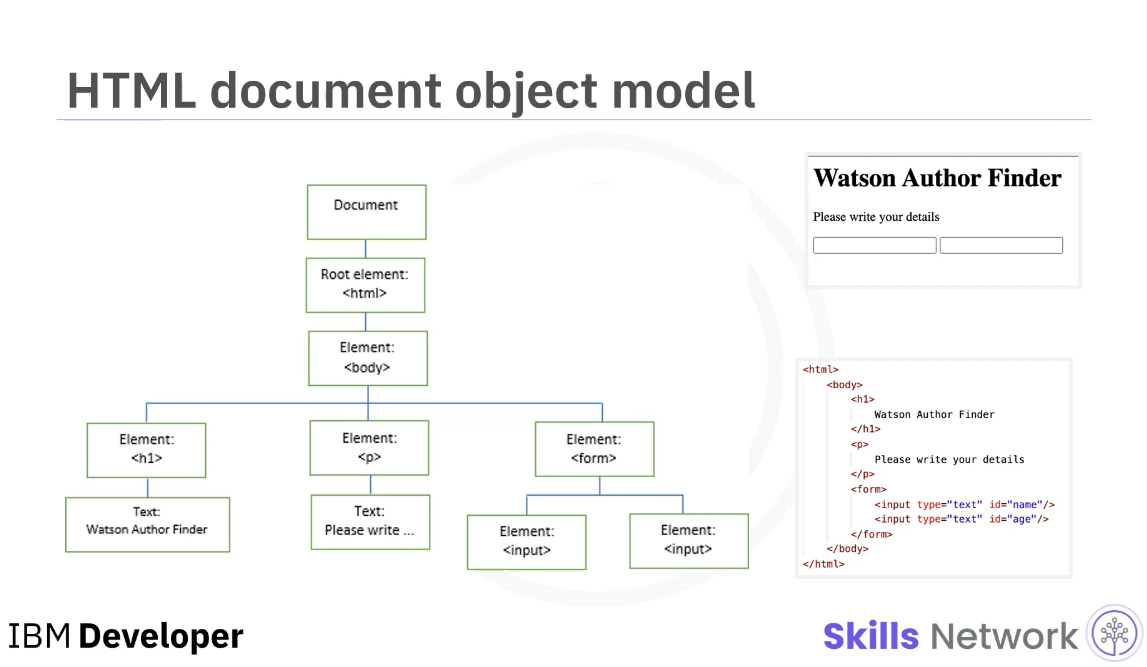 HTML document object model
Document
Root element:
<html>
Element:
<body>
Element:
<h1>
Element:
<p>
Element:
<form>
Text:
Watson Author Finder
Text:
Please write ...
Element:
<input>
Element:
<input>
Watson Author Finder
Please write your details
<html>
<body>
<h1>
Watson Author Finder
</h1>
<p>
Please write your details
</p>
<form>
<input type="text" id="name"/>
<input type="text" id="age"/>
</form>
</body>
</html>
IBM Developer
Skills Network